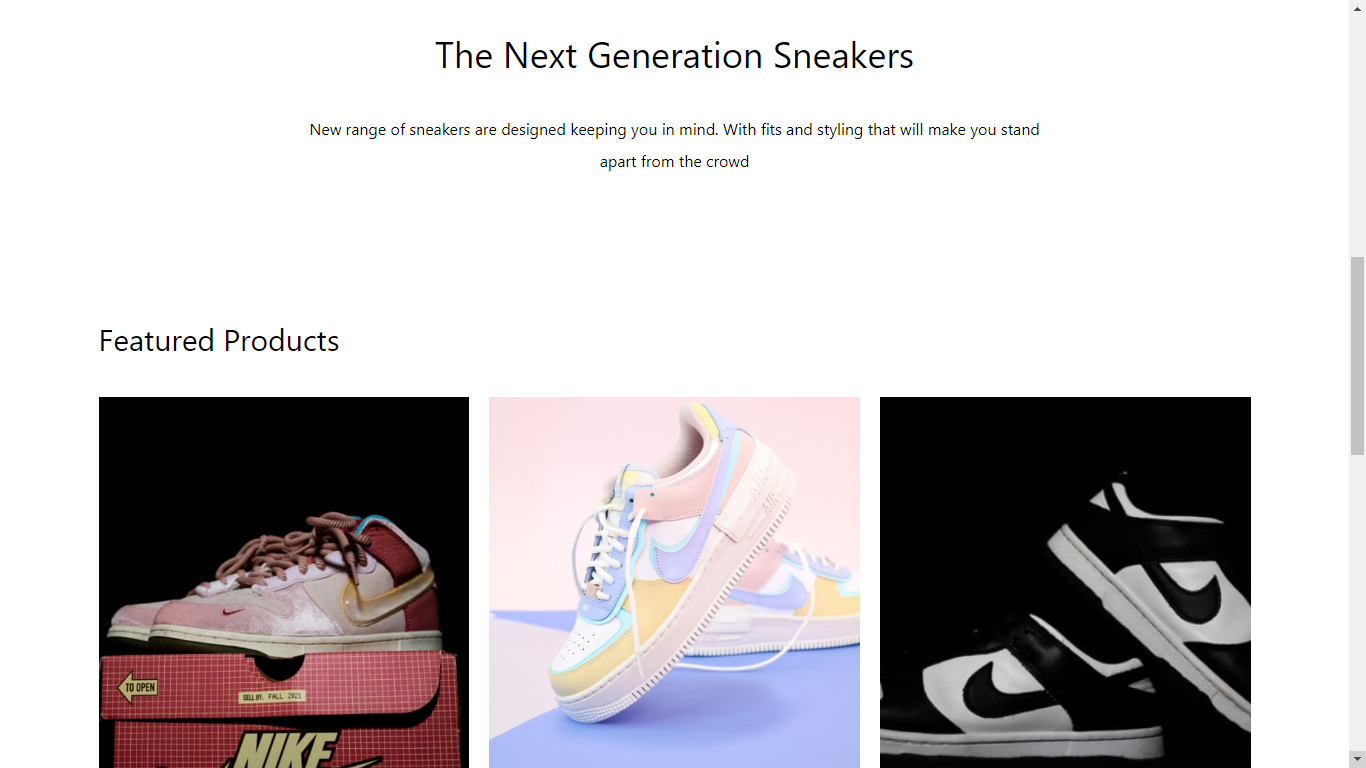 The Next Generation Sneakers
New range of sneakers are designed keeping you in mind. With fits and styling that will make you stand
apart from the crowd
Featured Products
TO OPEN
SELL BY: FALL 2021
NIKE
AIR